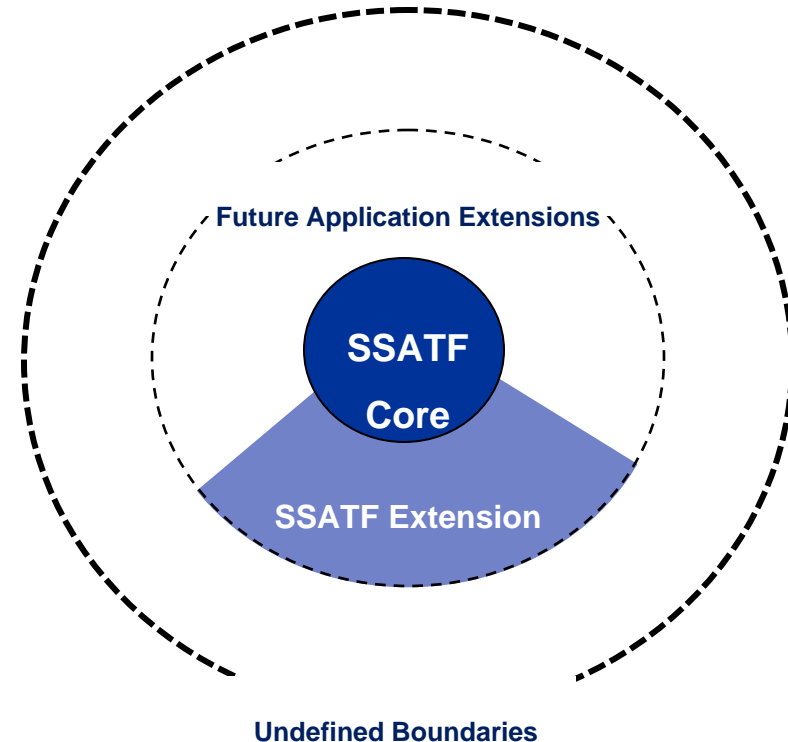 Future Application Extensions
SSATF
Core
SSATF Extension
Undefined Boundaries